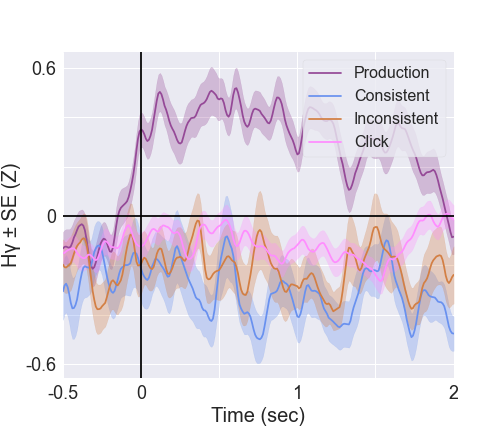 Hγ ± SE (Z)
0.6
0
-0.6
Production
Consistent
Inconsistent
Click
-0.5 0 1 2
Time (sec)